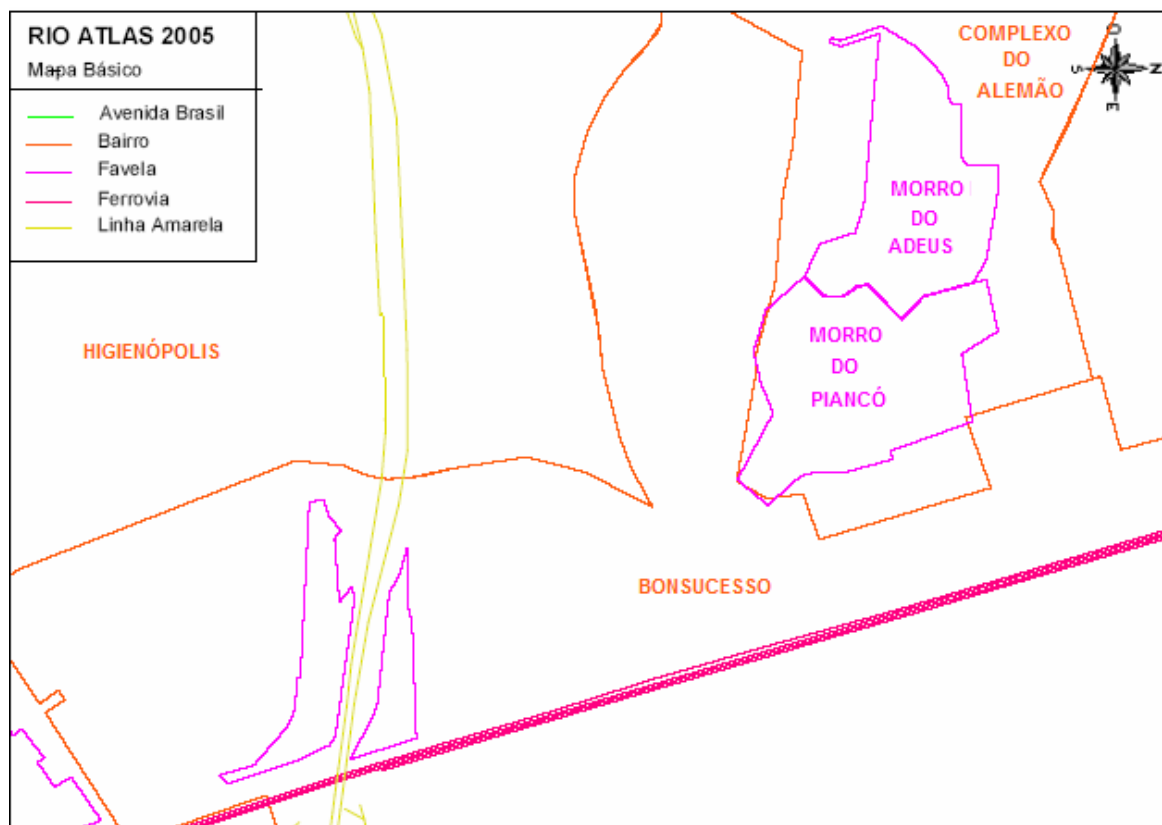 RIO ATLAS 2005
Mapa Básico
Avenida Brasil
Bairro
Favela
Ferrovia
Linha Amarela
COMPLEXO
DO
ALEMÃO
O
S
N
E
MORRO
DO
ADEUS
MORRO
DO
PIANCÓ
HIGIENÓPOLIS
BONSUCESSO